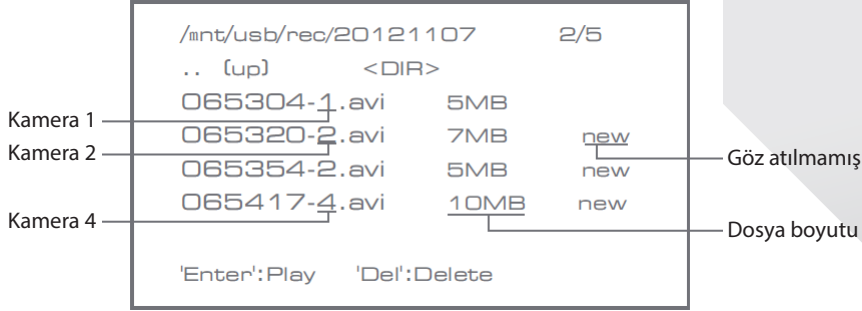 /mnt/usb/rec/20121107 2/5
.. (up) <DIR>
065304-1.avi 5MB
Kamera 1
065320-2.avi 7MB new
Kamera 2
Göz atılmamış
065354-2.avi 5MB new
065417-4.avi 10MB new
Kamera 4
Dosya boyutu
'Enter':Play 'Del':Delete